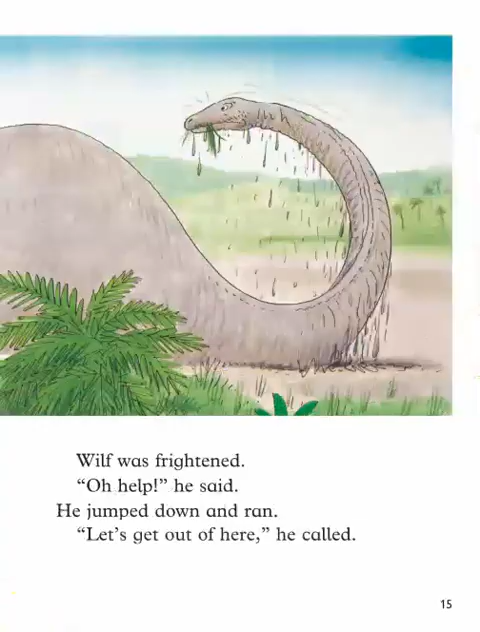 Wilf was frightened.
“Oh help!” he said.
He jumped down and ran.
“Let’s get out of here,” he called.
15